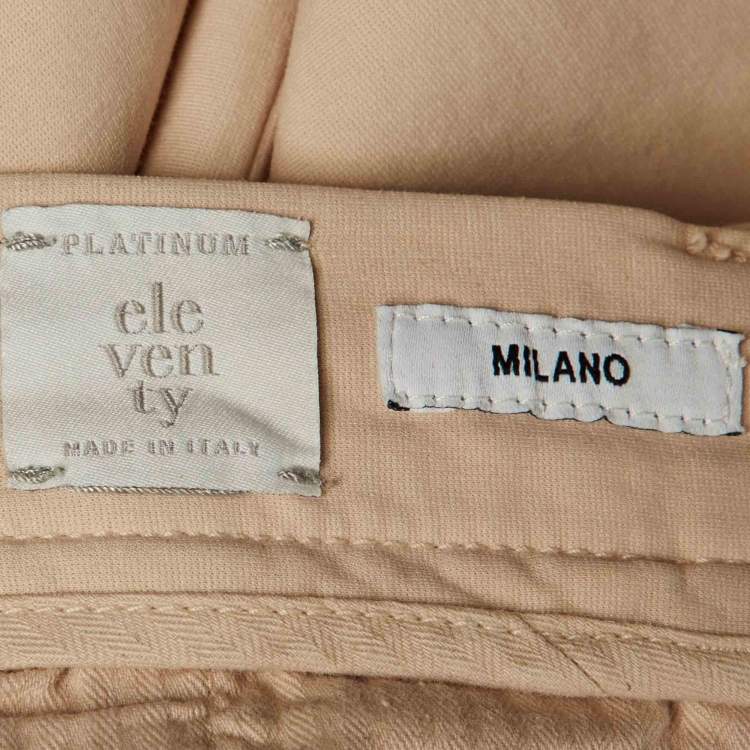 PLATINUM
ele
ven
ty
MADE IN ITALY
MILANO